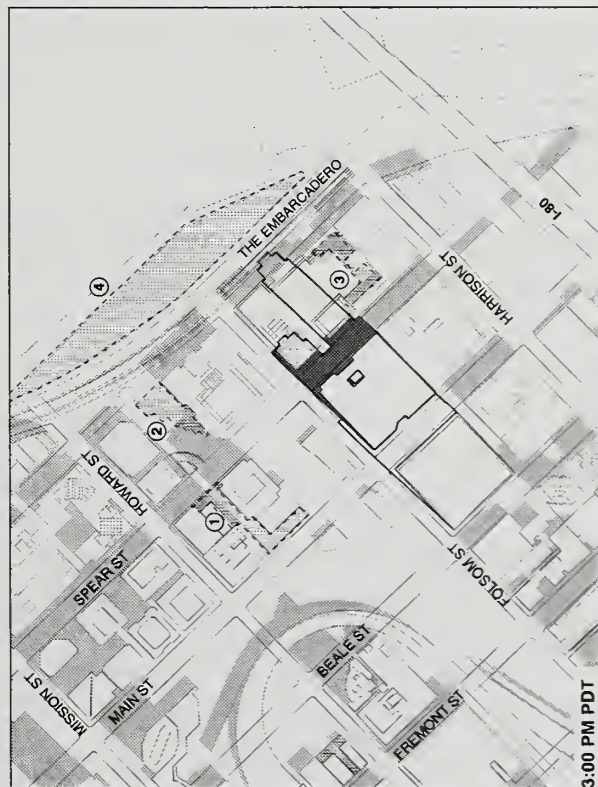 4
THE EMBARCADERO
I-80
3
HARRISON ST
2
HOWARD ST
1
SPEAR ST
FOLSOM ST
MISSION ST
MAIN ST
BEALE ST
FREMONT ST
3:00 PM PDT